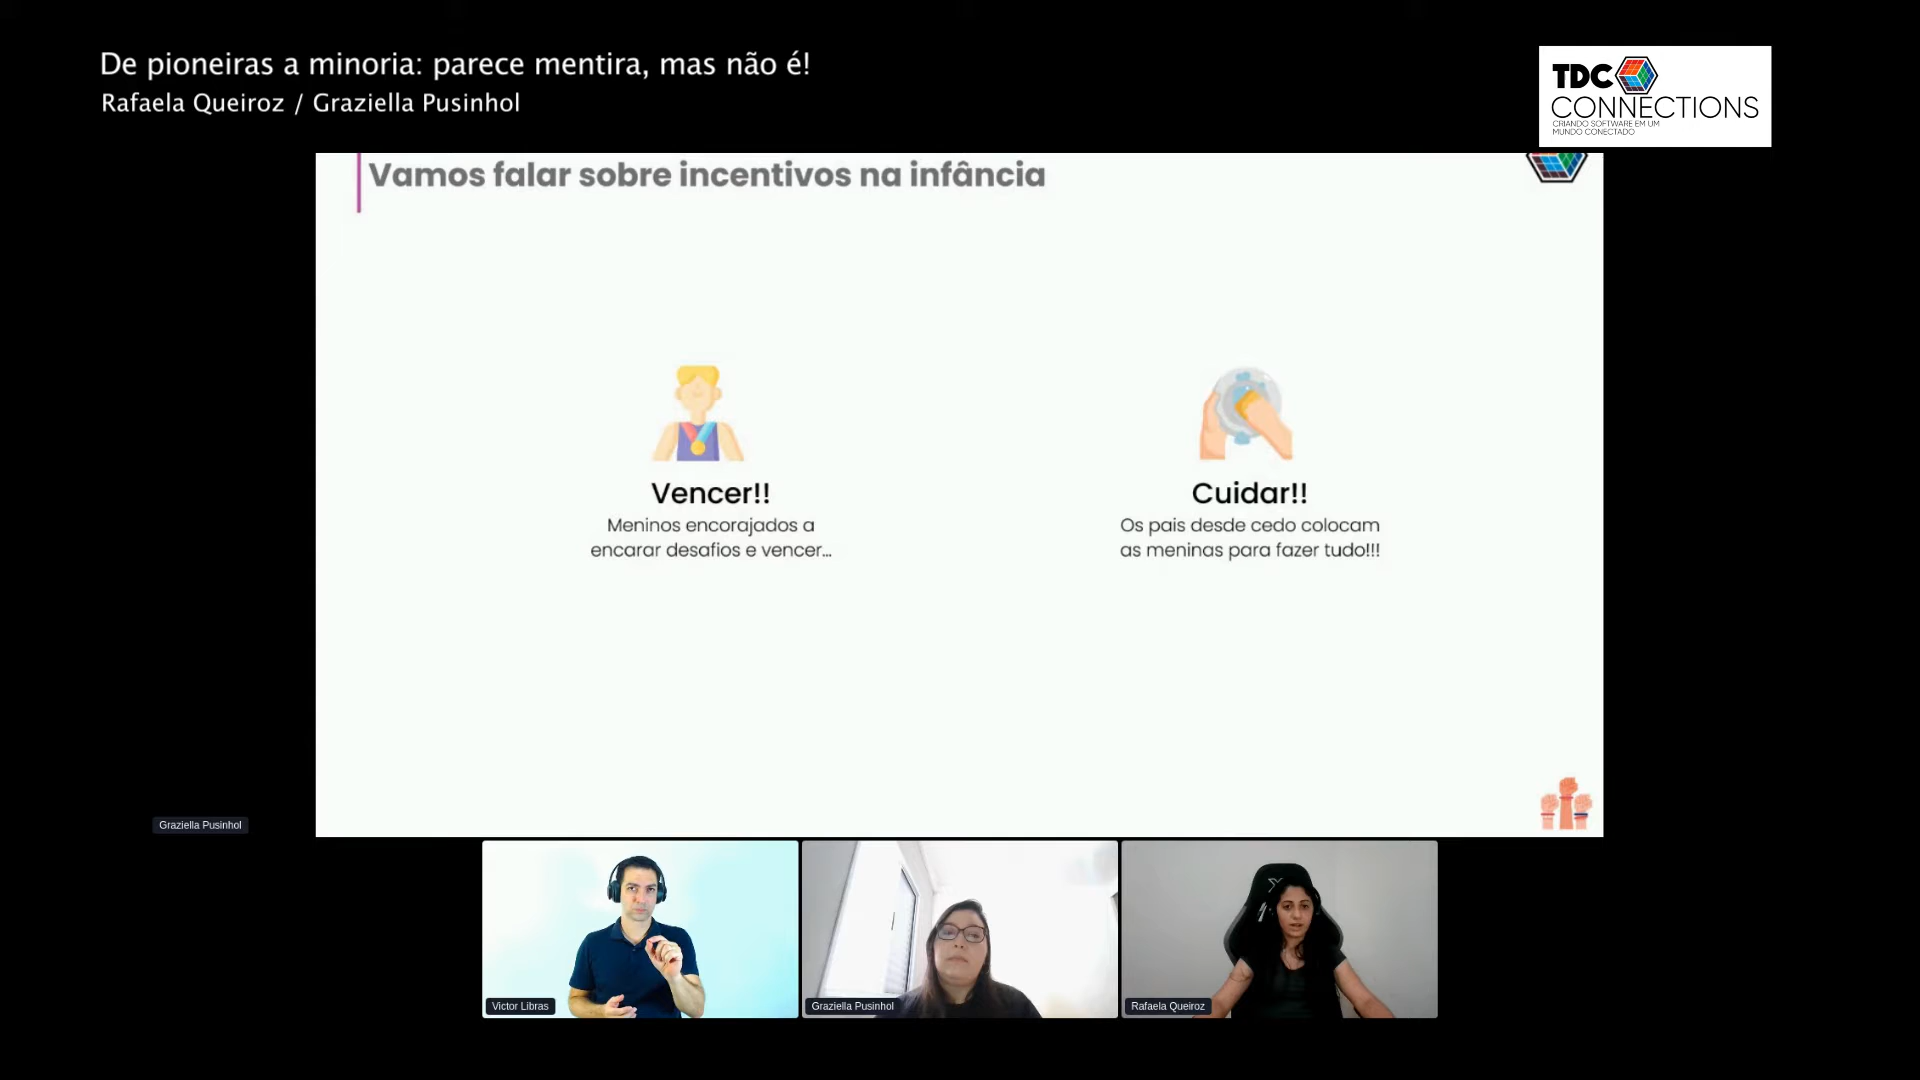 De pioneiras a minoria: parece mentira, mas não é!
Rafaela Queiroz / Graziella Pusinhol
TDC
CONNECTIONS
CRIANDO SOFTWARE EM UM
MUNDO CONECTADO
Vamos falar sobre incentivos na infância
Vencer!!
Meninos encorajados a
encarar desafios e vencer...
Cuidar!!
Os pais desde cedo colocam
as meninas para fazer tudo!!!
Graziella Pusinhol
Victor Libras
Graziella Pusinhol
Rafaela Queiroz